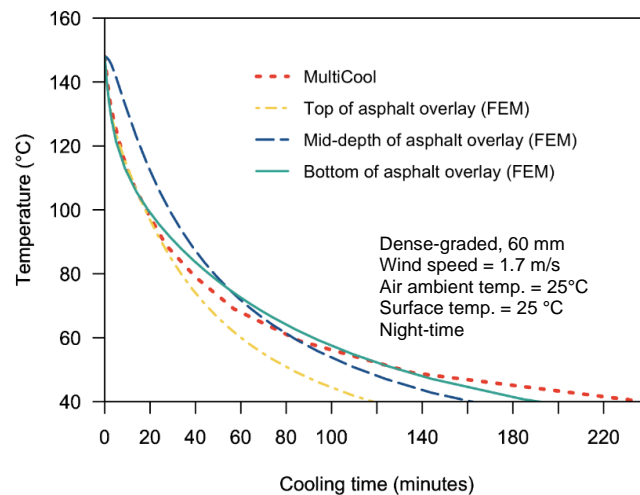 160
140
120
100
80
60
40
Temperature (°C)
MultiCool
Top of asphalt overlay (FEM)
Mid-depth of asphalt overlay (FEM)
Bottom of asphalt overlay (FEM)
Dense-graded, 60 mm
Wind speed = 1.7 m/s
Air ambient temp. = 25°C
Surface temp. = 25 °C
Night-time
0 20 40 60 80 100 140 180 220
Cooling time (minutes)